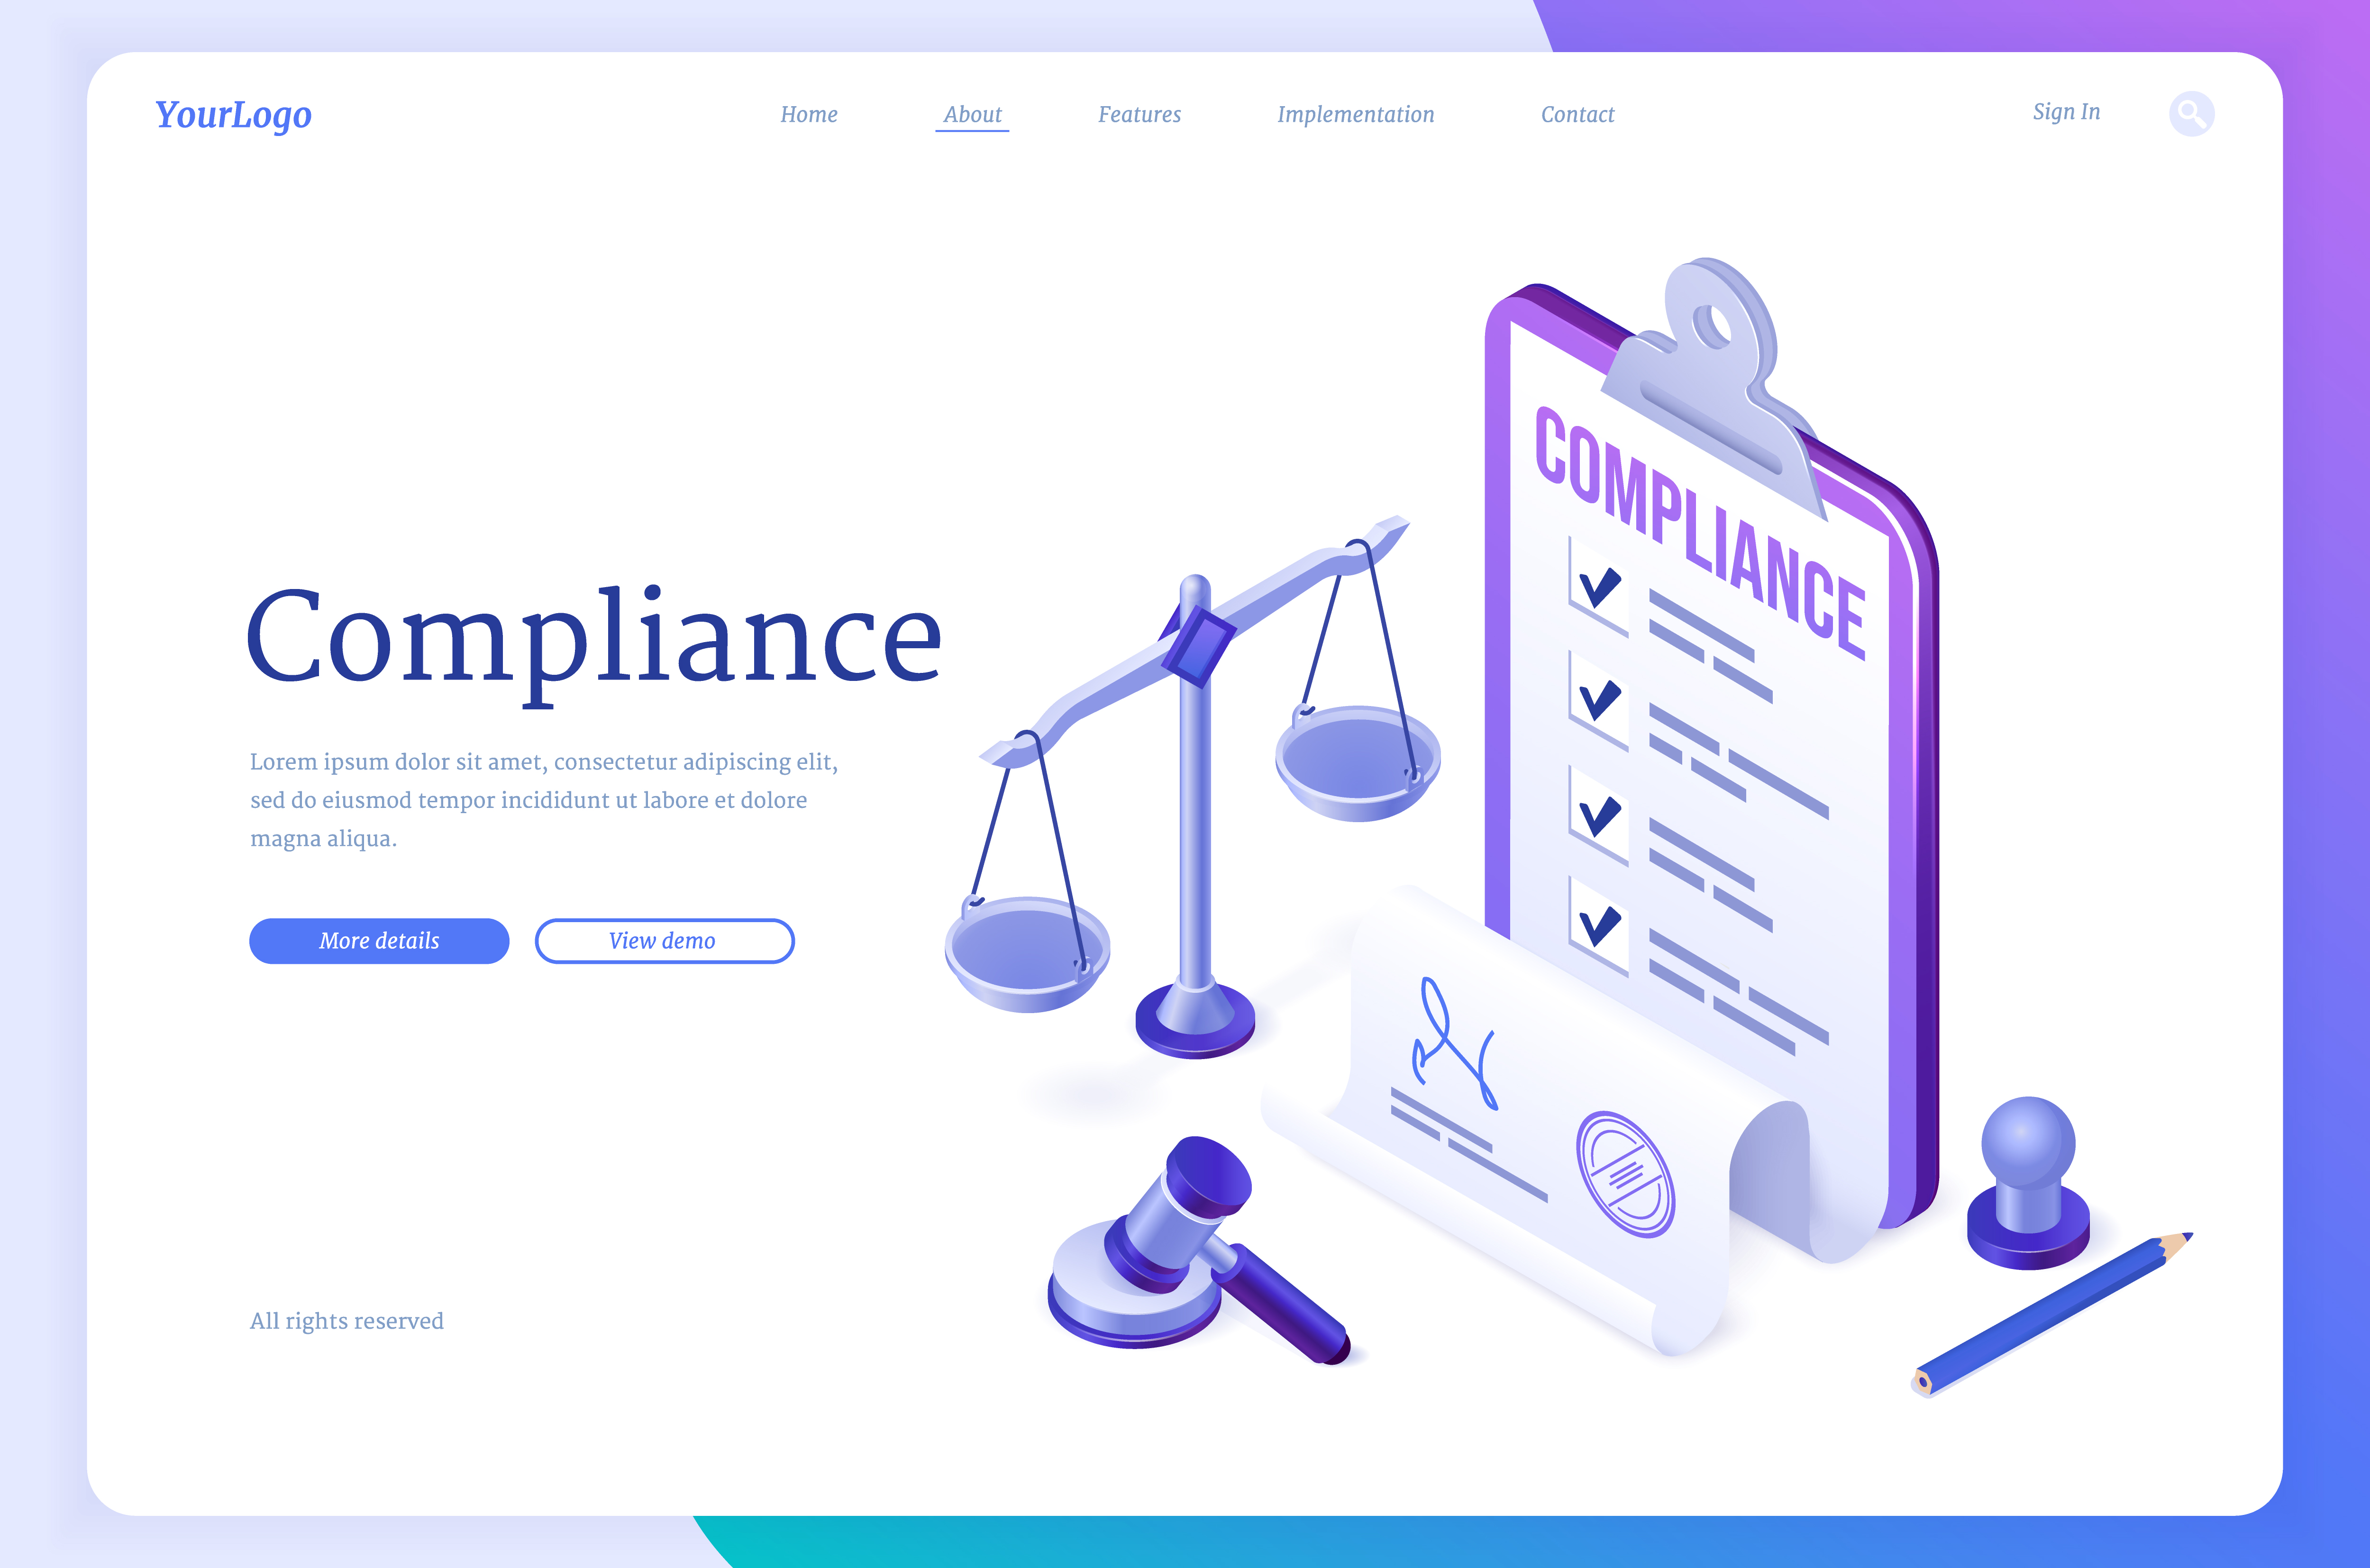 YourLogo
Home About Features Implementation Contact
Sign In
COMPLIANCE
Compliance
Lorem ipsum dolor sit amet, consectetur adipiscing elit,
sed do eiusmod tempor incididunt ut labore et dolore
magna aliqua.
More details View demo
All rights reserved